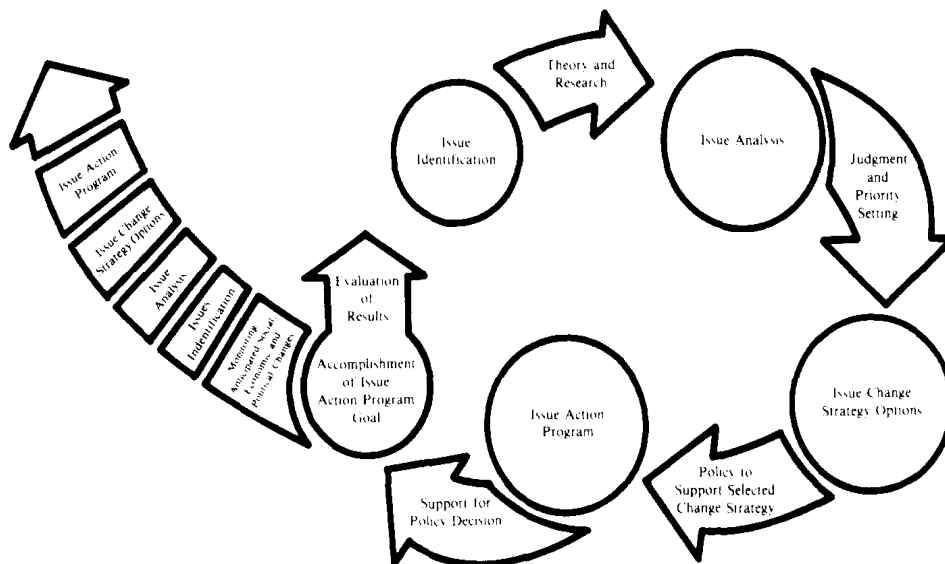 Theory and
Research
Issue
Identification
Issue Analysis
Judgment
and
Priority
Setting
Issue Change
Strategy Options
Policy to
Support Selected
Change Strategy
Issue Action
Program
Support for
Policy Decision
Accomplishment
of Issue
Action Program
Goal
Evaluation
of
Results
Monitoring
Anticipated Social,
Economic and
Political Changes
Issues
Indentification
Issue
Analysis
Issue Change
Strategy Options
Issue Action
Program